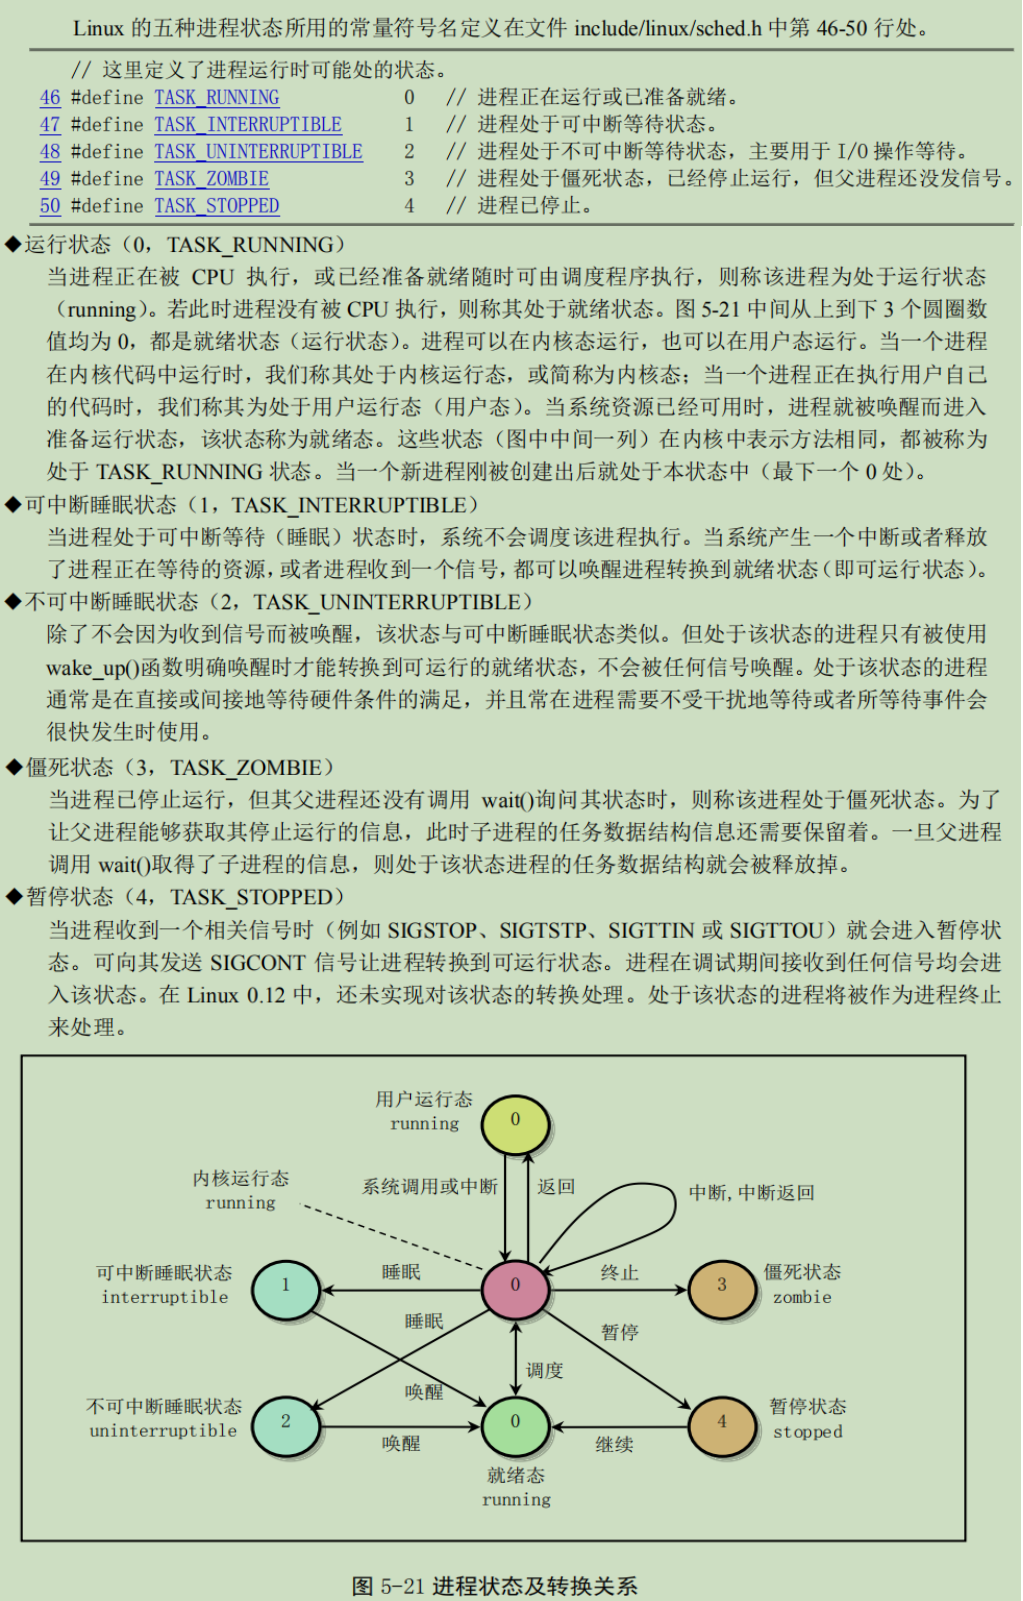 Linux 的五种进程状态所用的常量符号名定义在文件 include/linux/sched.h 中第 46-50 行处。
// 这里定义了进程运行时可能处的状态。
46 #define TASK_RUNNING 0 // 进程正在运行或已准备就绪。
47 #define TASK_INTERRUPTIBLE 1 // 进程处于可中断等待状态。
48 #define TASK_UNINTERRUPTIBLE 2 // 进程处于不可中断等待状态，主要用于 I/O 操作等待。
49 #define TASK_ZOMBIE 3 // 进程处于僵死状态，已经停止运行，但父进程还没发信号。
50 #define TASK_STOPPED 4 // 进程已停止。
◆运行状态（0，TASK_RUNNING）
当进程正在被 CPU 执行，或已经准备就绪随时可由调度程序执行，则称该进程为处于运行状态
（running）。若此时进程没有被 CPU 执行，则称其处于就绪状态。图 5-21 中间从上到下 3 个圆圈数
值均为 0，都是就绪状态（运行状态）。进程可以在内核态运行，也可以在用户态运行。当一个进程
在内核代码中运行时，我们称其处于内核运行态，或简称为内核态；当一个进程正在执行用户自己
的代码时，我们称其为处于用户运行态（用户态）。当系统资源已经可用时，进程就被唤醒而进入
准备运行状态，该状态称为就绪态。这些状态（图中中间一列）在内核中表示方法相同，都被称为
处于 TASK_RUNNING 状态。当一个新进程刚被创建出后就处于本状态中（最下一个 0 处）。
◆可中断睡眠状态（1，TASK_INTERRUPTIBLE）
当进程处于可中断等待（睡眠）状态时，系统不会调度该进程执行。当系统产生一个中断或者释放
了进程正在等待的资源，或者进程收到一个信号，都可以唤醒进程转换到就绪状态（即可运行状态）。
◆不可中断睡眠状态（2，TASK_UNINTERRUPTIBLE）
除了不会因为收到信号而被唤醒，该状态与可中断睡眠状态类似。但处于该状态的进程只有被使用
wake_up()函数明确唤醒时才能转换到可运行的就绪状态，不会被任何信号唤醒。处于该状态的进程
通常是在直接或间接地等待硬件条件的满足，并且常在进程需要不受干扰地等待或者所等待事件会
很快发生时使用。
◆僵死状态（3，TASK_ZOMBIE）
当进程已停止运行，但其父进程还没有调用 wait()询问其状态时，则称该进程处于僵死状态。为了
让父进程能够获取其停止运行的信息，此时子进程的任务数据结构信息还需要保留着。一旦父进程
调用 wait()取得了子进程的信息，则处于该状态进程的任务数据结构就会被释放掉。
◆暂停状态（4，TASK_STOPPED）
当进程收到一个相关信号时（例如 SIGSTOP、SIGTSTP、SIGTTIN 或 SIGTTOU）就会进入暂停状
态。可向其发送 SIGCONT 信号让进程转换到可运行状态。进程在调试期间接收到任何信号均会进
入该状态。在 Linux 0.12 中，还未实现对该状态的转换处理。处于该状态的进程将被作为进程终止
来处理。
用户运行态
running
0
内核运行态
running
系统调用或中断
返回
中断,中断返回
可中断睡眠状态
interruptible
1
睡眠
0
终止
3
僵死状态
zombie
睡眠
暂停
调度
唤醒
不可中断睡眠状态
uninterruptible
2
唤醒
0
继续
4
暂停状态
stopped
就绪态
running
图 5-21 进程状态及转换关系